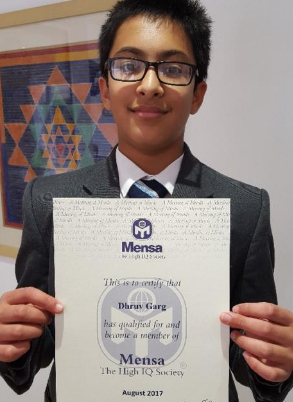 Mensa
The High IQ Society
This is to certify that
Dhruv Garg
has qualified for and
become a member of
Mensa
The High IQ Society
August 2017